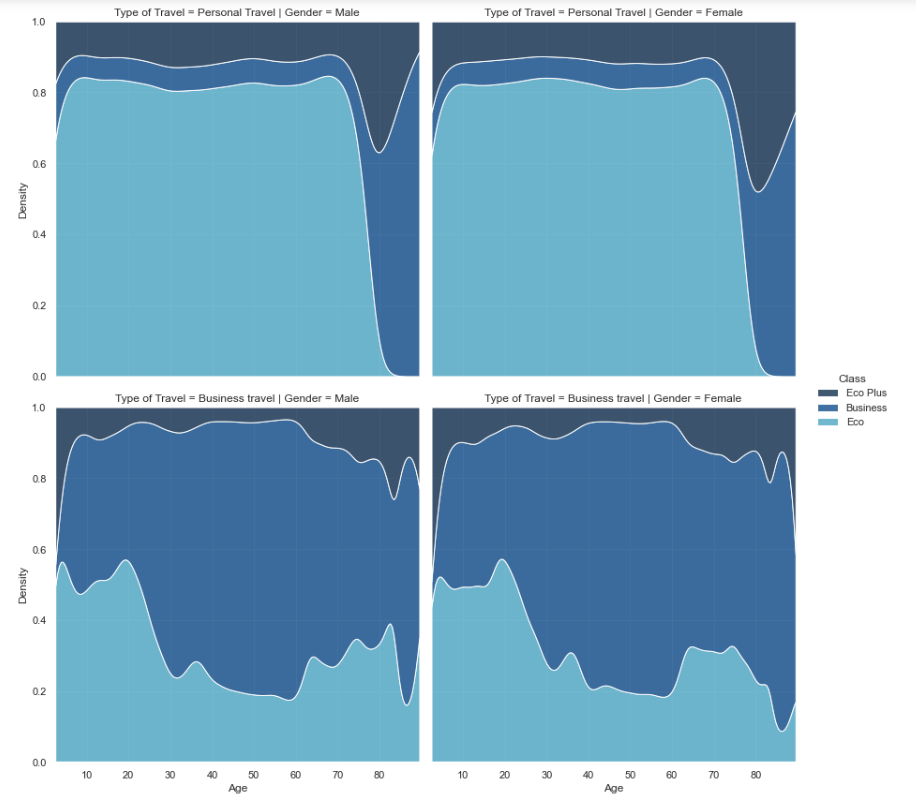 Type of Travel = Personal Travel | Gender = Male
Type of Travel = Personal Travel | Gender = Female
1.0
0.8
0.6
0.4
0.2
0.0
Density
Type of Travel = Business travel | Gender = Male
Type of Travel = Business travel | Gender = Female
1.0
0.8
0.6
0.4
0.2
0.0
Density
10 20 30 40 50 60 70 80
Age
10 20 30 40 50 60 70 80
Age
Class
Eco Plus
Business
Eco